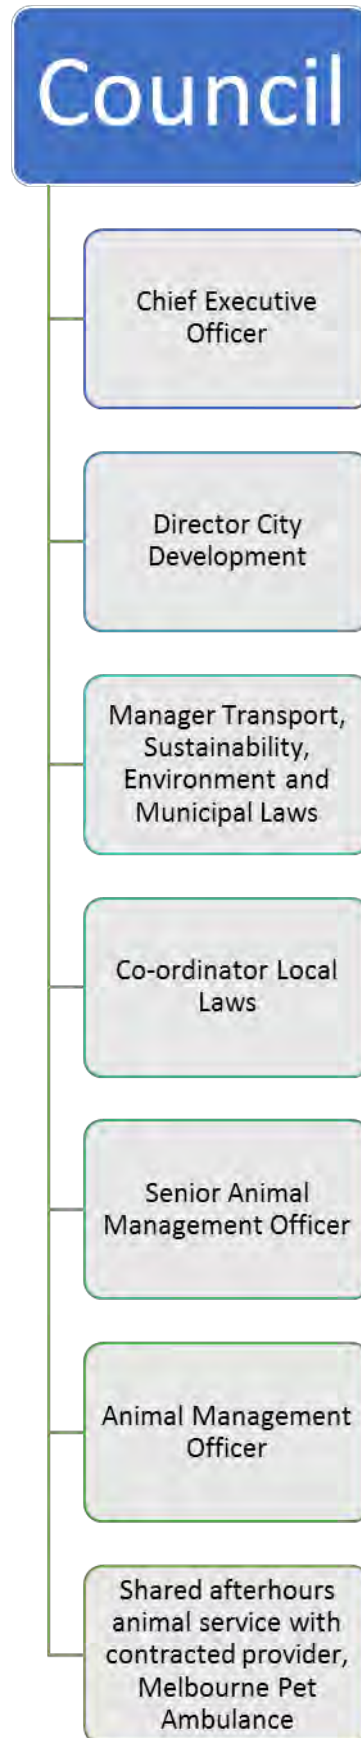 Council
Chief Executive
Officer
Director City
Development
Manager Transport,
Sustainability,
Environment and
Municipal Laws
Co-ordinator Local
Laws
Senior Animal
Management Officer
Animal Management
Officer
Shared afterhours
animal service with
contracted provider,
Melbourne Pet
Ambulance